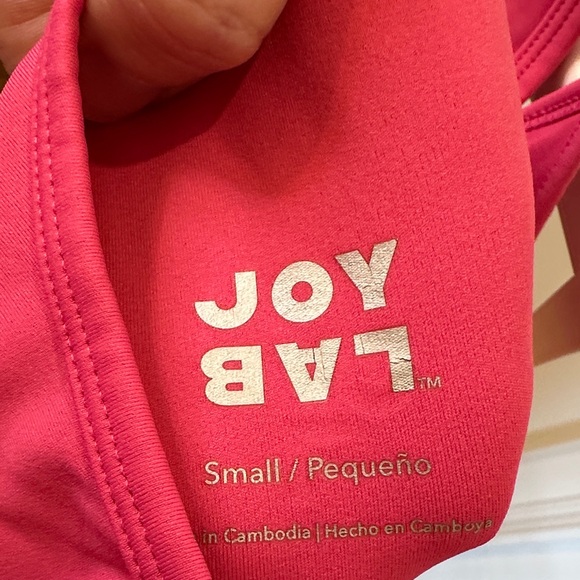 JOY
LAB™
Small / Pequeño
in Cambodia | Hecho en Camboya